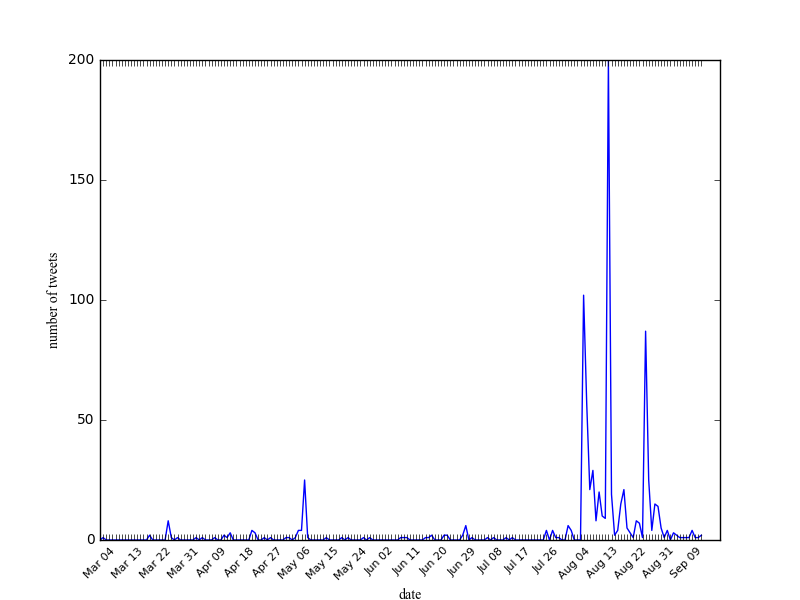 200
150
100
50
0
number of tweets
Mar 04
Mar 13
Mar 22
Mar 31
Apr 09
Apr 18
Apr 27
May 06
May 15
May 24
Jun 02
Jun 11
Jun 20
Jun 29
Jul 08
Jul 17
Jul 26
Aug 04
Aug 13
Aug 22
Aug 31
Sep 09
date